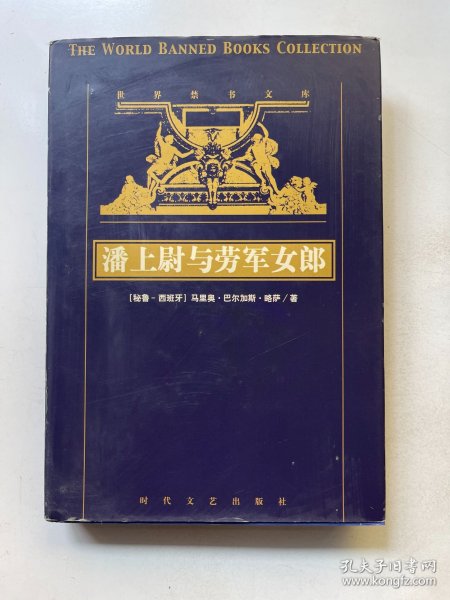 THE WORLD BANNED BOOKS COLLECTION
世界禁书文库
潘上尉与劳军女郎
[秘鲁-西班牙] 马里奥·巴尔加斯·略萨/著
时代文艺出版社
孔夫子旧书网
www.kongfz.com